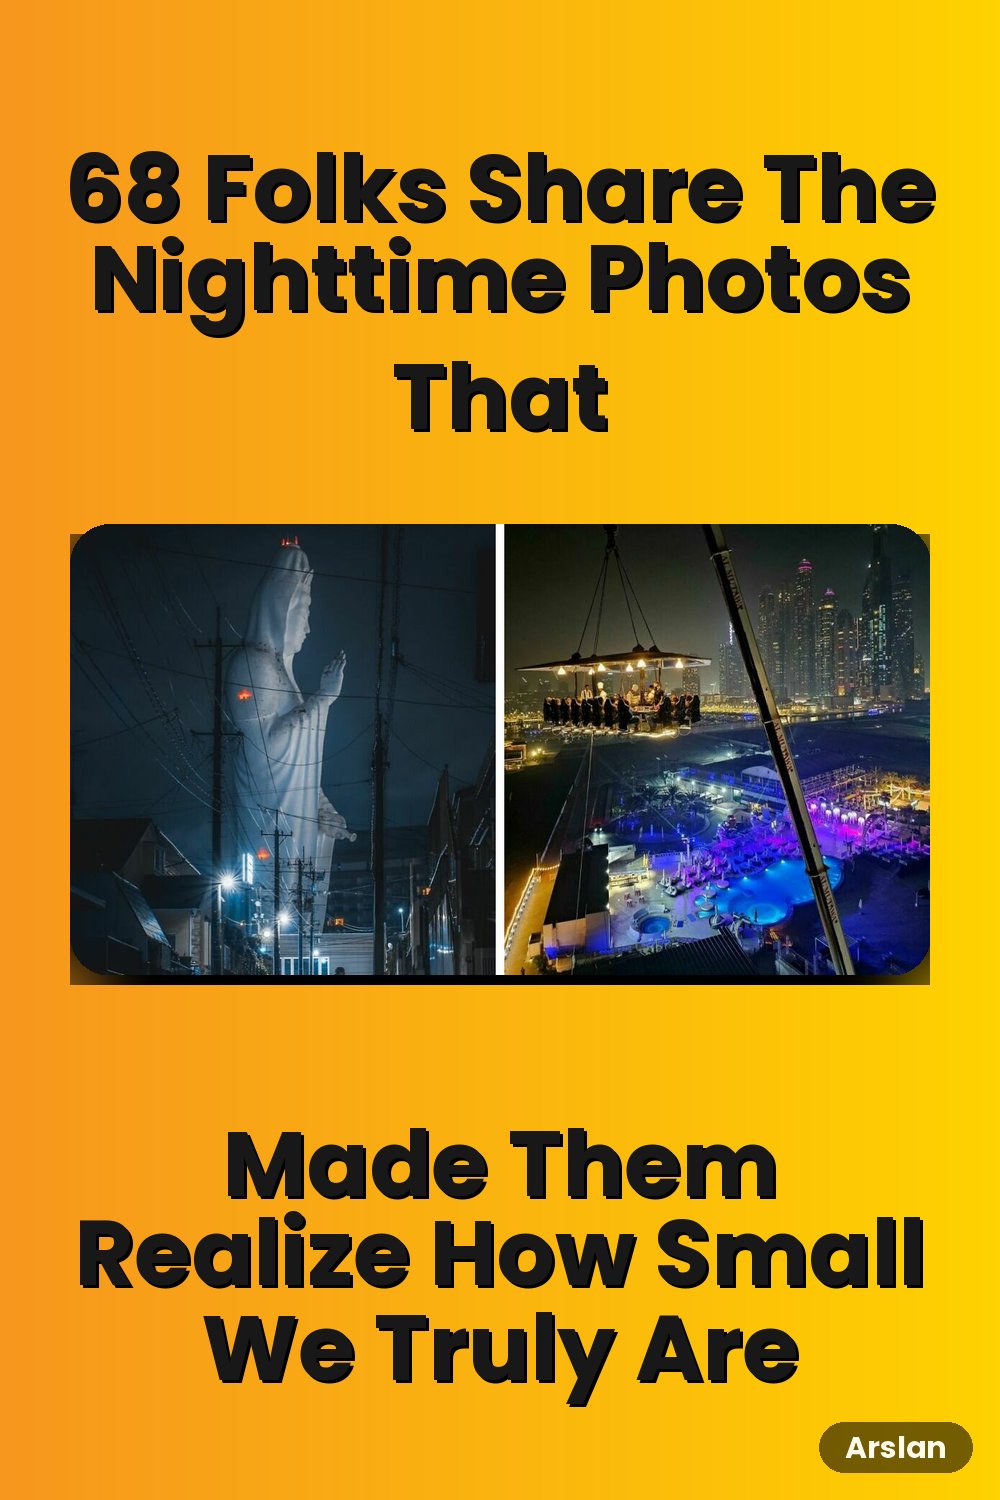 68 Folks Share The
Nighttime Photos
That
Made Them
Realize How Small
We Truly Are
Arslan